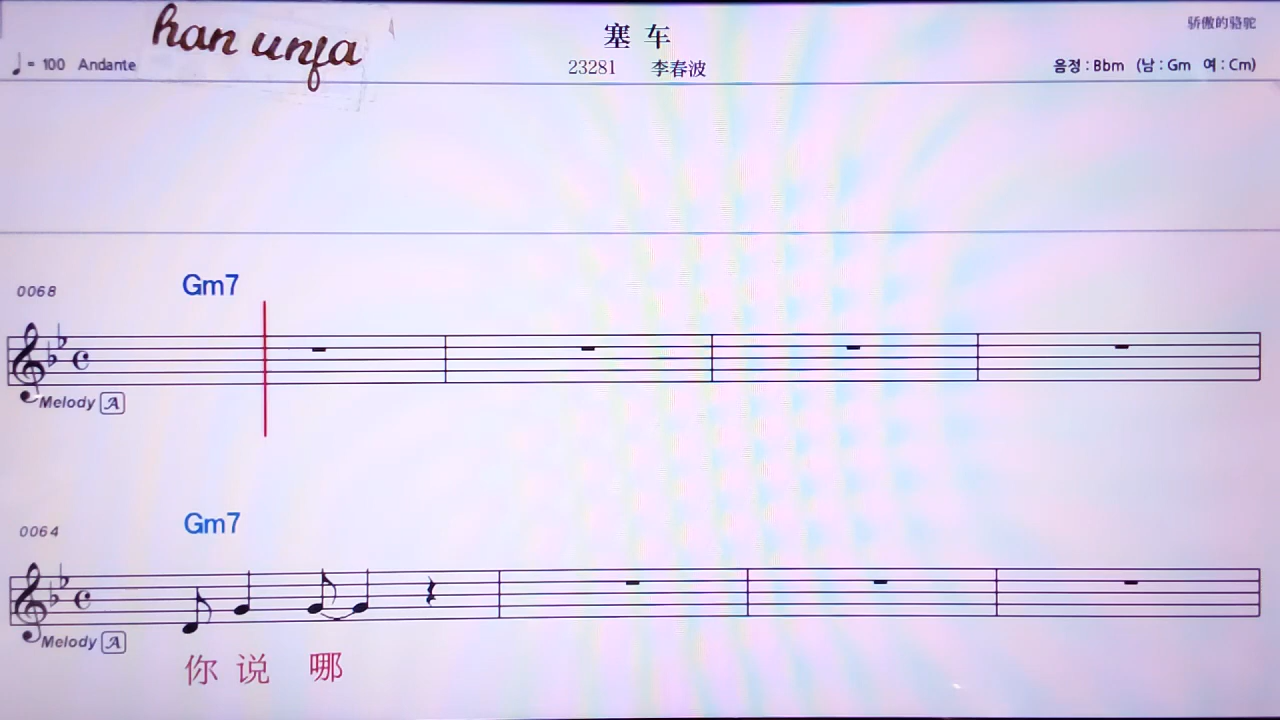 han unfa
塞车
骄傲的骆驼
♩= 100 Andante
23281 李春波
음정 : Bbm (남 : Gm 여 : Cm)
0068
Gm7
Melody A
0064
Gm7
Melody A
你 说 哪